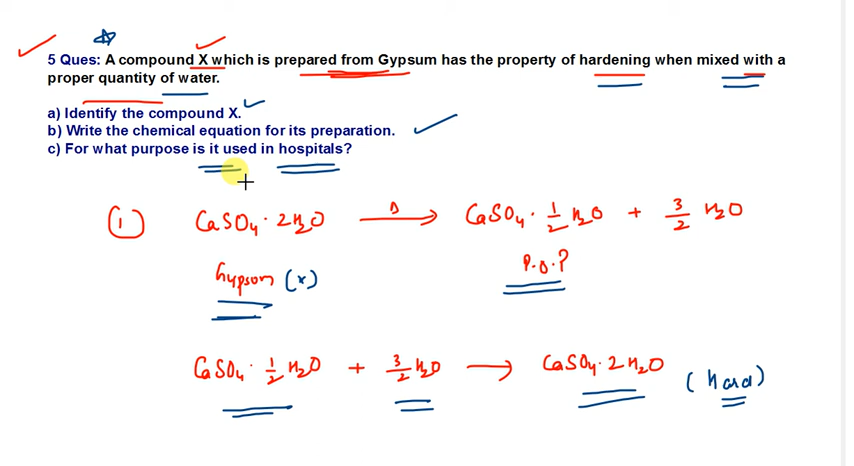 5 Ques: A compound X which is prepared from Gypsum has the property of hardening when mixed with a
proper quantity of water.
a) Identify the compound X.
b) Write the chemical equation for its preparation.
c) For what purpose is it used in hospitals?
① CaSO₄ · 2H₂O —Δ→ CaSO₄ · 1/2 H₂O + 3/2 H₂O
Gypsum (X) P.O.P
CaSO₄ · 1/2 H₂O + 3/2 H₂O → CaSO₄ · 2H₂O (Hard)